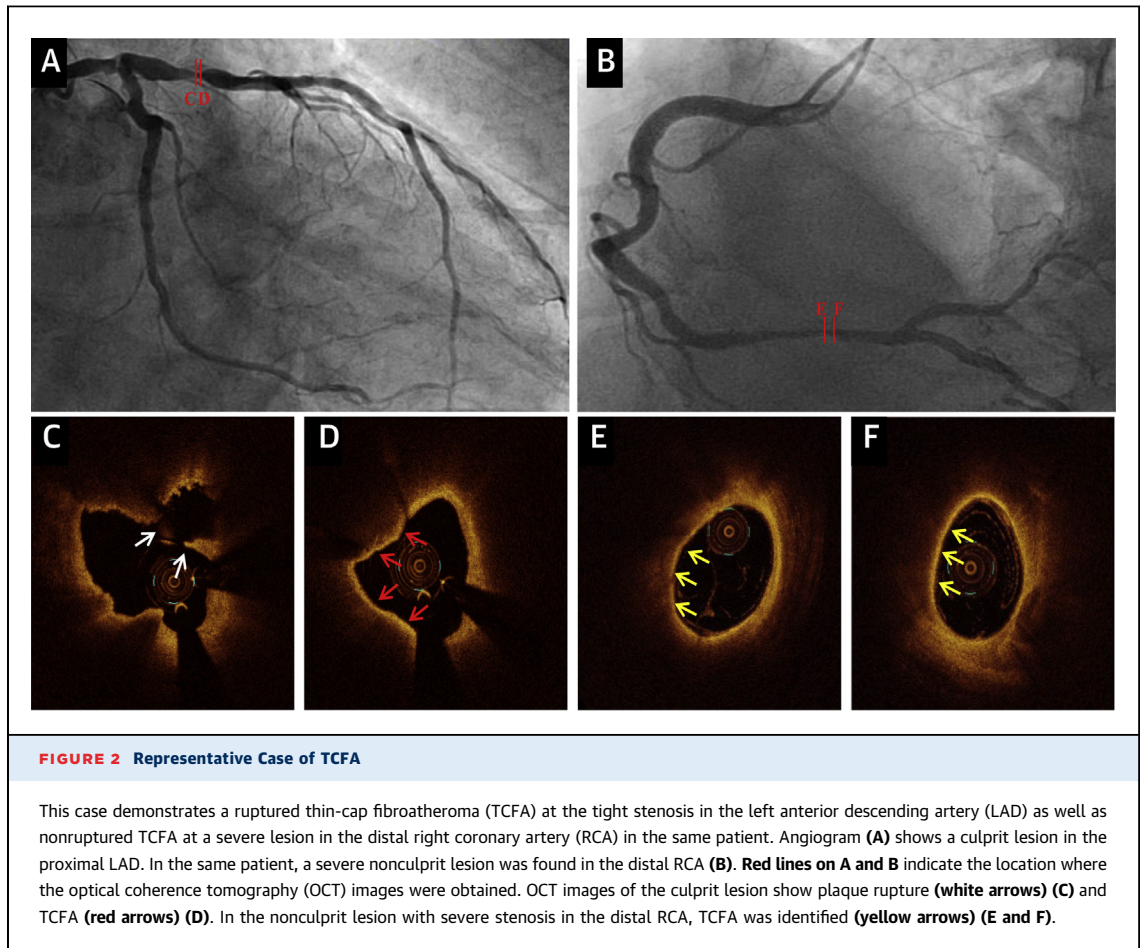 A
B
CD
E F
C
D
E
F
FIGURE 2 Representative Case of TCFA
This case demonstrates a ruptured thin-cap fibroatheroma (TCFA) at the tight stenosis in the left anterior descending artery (LAD) as well as
nonruptured TCFA at a severe lesion in the distal right coronary artery (RCA) in the same patient. Angiogram (A) shows a culprit lesion in the
proximal LAD. In the same patient, a severe nonculprit lesion was found in the distal RCA (B). Red lines on A and B indicate the location where
the optical coherence tomography (OCT) images were obtained. OCT images of the culprit lesion show plaque rupture (white arrows) (C) and
TCFA (red arrows) (D). In the nonculprit lesion with severe stenosis in the distal RCA, TCFA was identified (yellow arrows) (E and F).